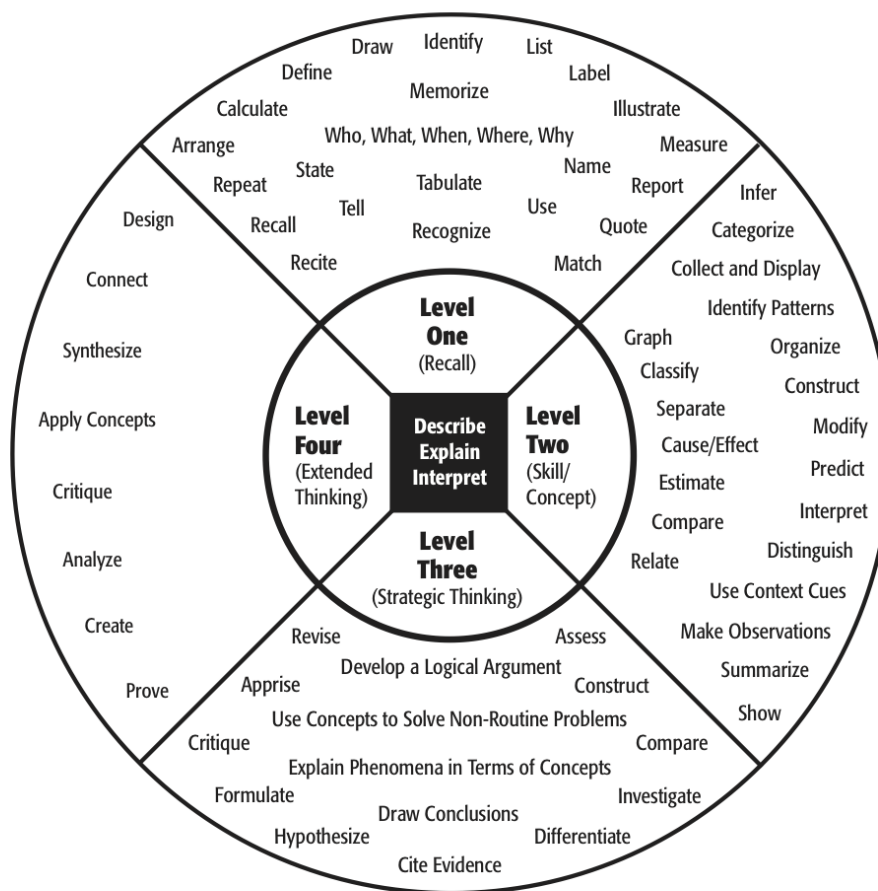 Draw
Identify
List
Define
Label
Calculate
Memorize
Illustrate
Arrange
Who, What, When, Where, Why
Measure
Repeat
State
Tabulate
Name
Report
Recall
Tell
Recognize
Use
Quote
Recite
Match
Level
One
(Recall)
Infer
Categorize
Collect and Display
Identify Patterns
Graph
Organize
Classify
Construct
Separate
Modify
Cause/Effect
Predict
Estimate
Interpret
Compare
Distinguish
Relate
Use Context Cues
Make Observations
Summarize
Show
Level
Two
(Skill/
Concept)
Describe
Explain
Interpret
Level
Four
(Extended
Thinking)
Design
Connect
Synthesize
Apply Concepts
Critique
Analyze
Create
Prove
Level
Three
(Strategic Thinking)
Revise
Assess
Develop a Logical Argument
Apprise
Construct
Use Concepts to Solve Non-Routine Problems
Critique
Compare
Explain Phenomena in Terms of Concepts
Formulate
Investigate
Draw Conclusions
Hypothesize
Differentiate
Cite Evidence